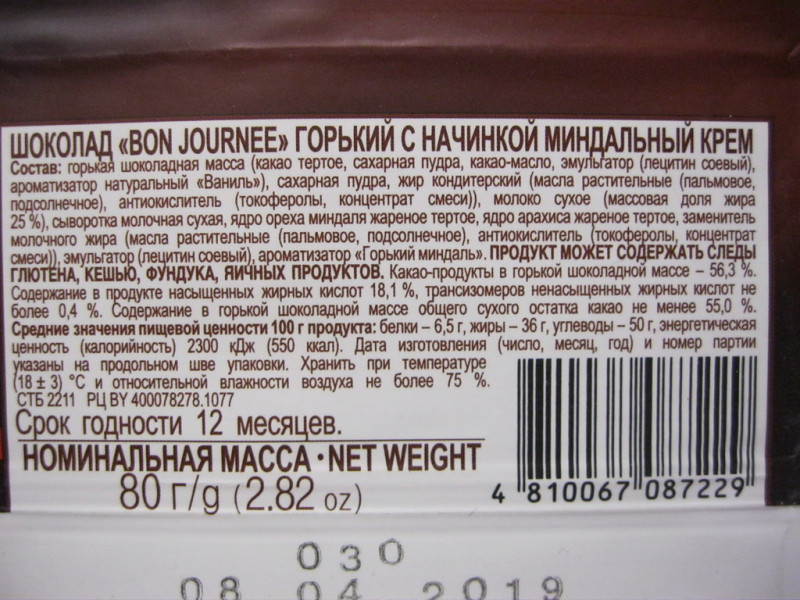 ШОКОЛАД «BON JOURNEE» ГОРЬКИЙ С НАЧИНКОЙ МИНДАЛЬНЫЙ КРЕМ
Состав: горькая шоколадная масса (какао тертое, сахарная пудра, какао-масло, эмульгатор (лецитин соевый),
ароматизатор натуральный «Ваниль»), сахарная пудра, жир кондитерский (масла растительные (пальмовое,
подсолнечное), антиокислитель (токоферолы, концентрат смеси)), молоко сухое (массовая доля жира
25 %), сыворотка молочная сухая, ядро ореха миндаля жареное тертое, ядро арахиса жареное тертое, заменитель
молочного жира (масла растительные (пальмовое, подсолнечное), антиокислитель (токоферолы, концентрат
смеси)), эмульгатор (лецитин соевый), ароматизатор «Горький миндаль». ПРОДУКТ МОЖЕТ СОДЕРЖАТЬ СЛЕДЫ
ГЛЮТЕНА, КЕШЬЮ, ФУНДУКА, ЯИЧНЫХ ПРОДУКТОВ. Какао-продукты в горькой шоколадной массе – 56,3 %.
Содержание в продукте насыщенных жирных кислот 18,1 %, трансизомеров ненасыщенных жирных кислот не
более 0,4 %. Содержание в горькой шоколадной массе общего сухого остатка какао не менее 55,0 %.
Средние значения пищевой ценности 100 г продукта: белки – 6,5 г, жиры – 36 г, углеводы – 50 г, энергетическая
ценность (калорийность) 2300 кДж (550 ккал). Дата изготовления (число, месяц, год) и номер партии
указаны на продольном шве упаковки. Хранить при температуре
(18 ± 3) °С и относительной влажности воздуха не более 75 %.
СТБ 2211 РЦ BY 400078278.1077
Срок годности 12 месяцев.
НОМИНАЛЬНАЯ МАССА · NET WEIGHT
80 г/g (2.82 oz)
4 810067 087229
030
08 04 2019